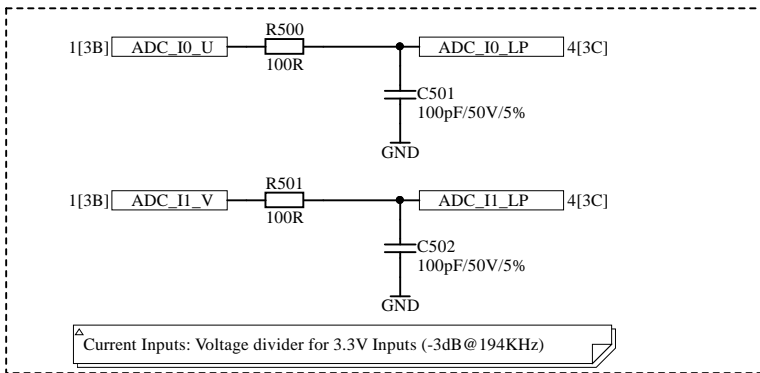 R500
1[3B] ADC_I0_U ADC_I0_LP 4[3C]
100R
C501
100pF/50V/5%
GND
R501
1[3B] ADC_I1_V ADC_I1_LP 4[3C]
100R
C502
100pF/50V/5%
GND
Current Inputs: Voltage divider for 3.3V Inputs (-3dB@194KHz)